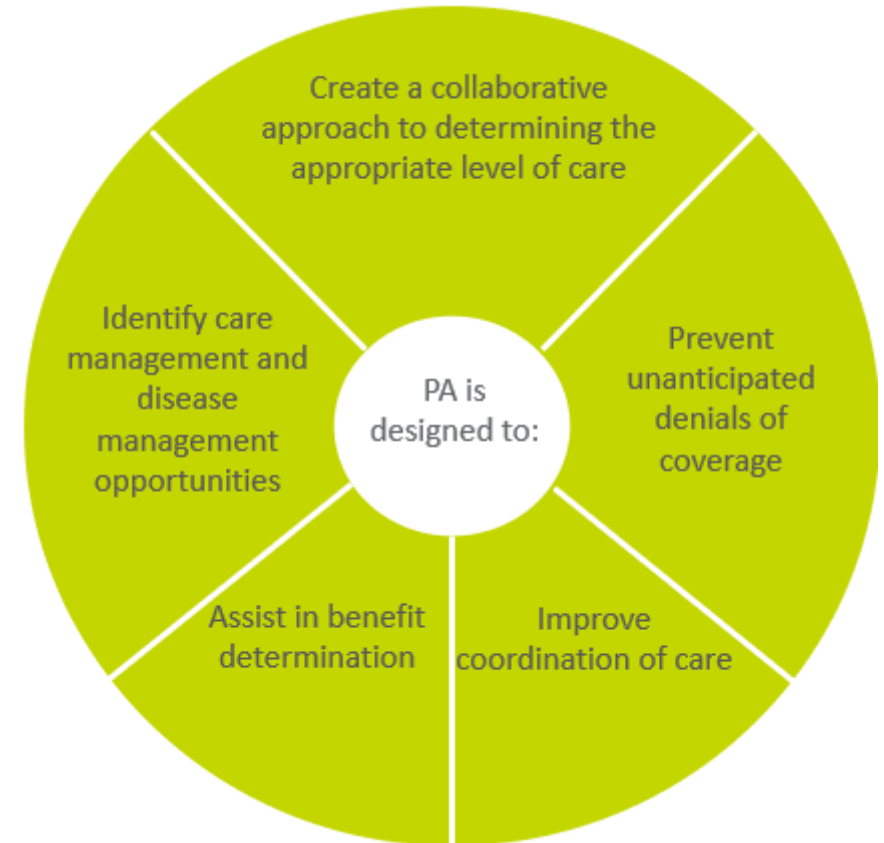 Create a collaborative
approach to determining the
appropriate level of care
Prevent
unanticipated
denials of
coverage
Improve
coordination of care
Assist in benefit
determination
Identify care
management and
disease
management
opportunities
PA is
designed to: